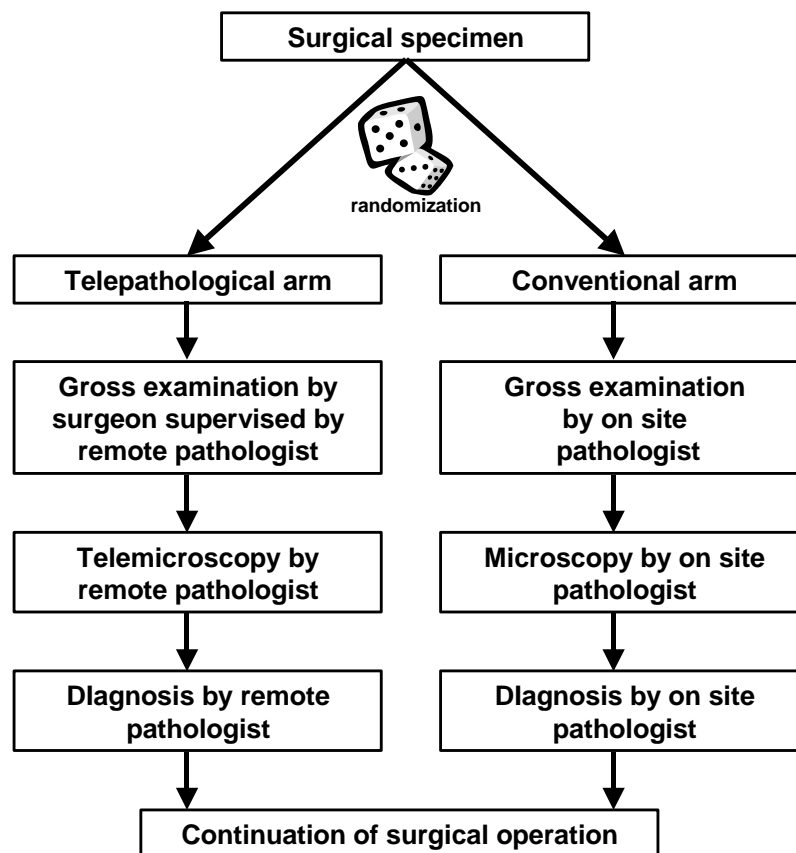 Surgical specimen
randomization
Telepathological arm
Conventional arm
Gross examination by
surgeon supervised by
remote pathologist
Gross examination
by on site
pathologist
Telemicroscopy by
remote pathologist
Microscopy by on site
pathologist
DIagnosis by remote
pathologist
DIagnosis by on site
pathologist
Continuation of surgical operation